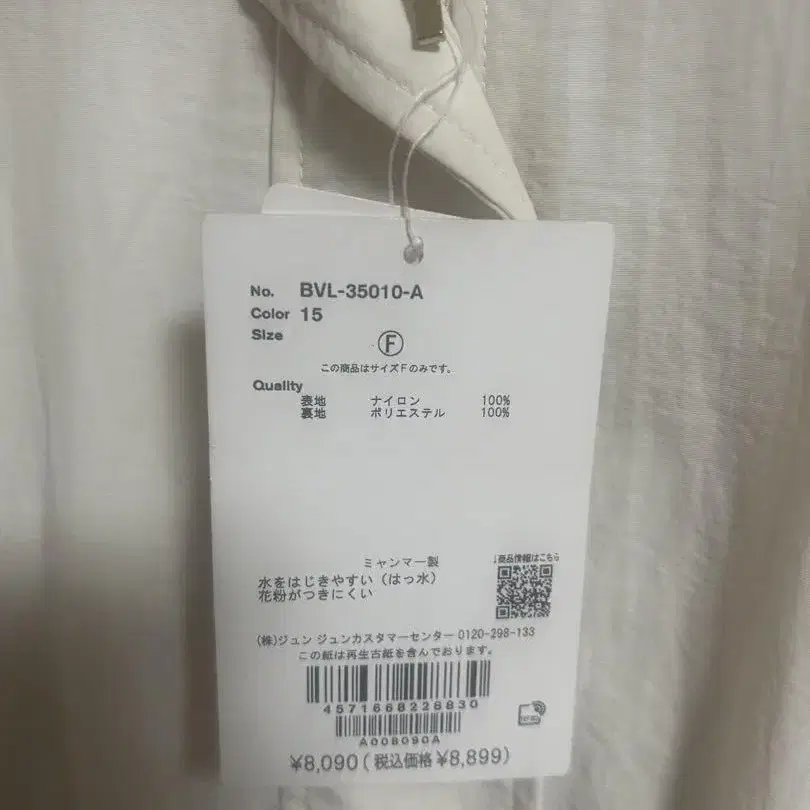 No. BVL-35010-A
Color 15
Size
F
この商品はサイズFのみです。
Quality
表地 ナイロン 100%
裏地 ポリエステル 100%
ミャンマー製
↓商品情報はこちら
水をはじきやすい（はっ水）
花粉がつきにくい
(株)ジュン ジュンカスタマーセンター 0120-298-133
この紙は再生古紙を含んでおります。
4571668228830
A00B090A
¥8,090(税込価格¥8,899)